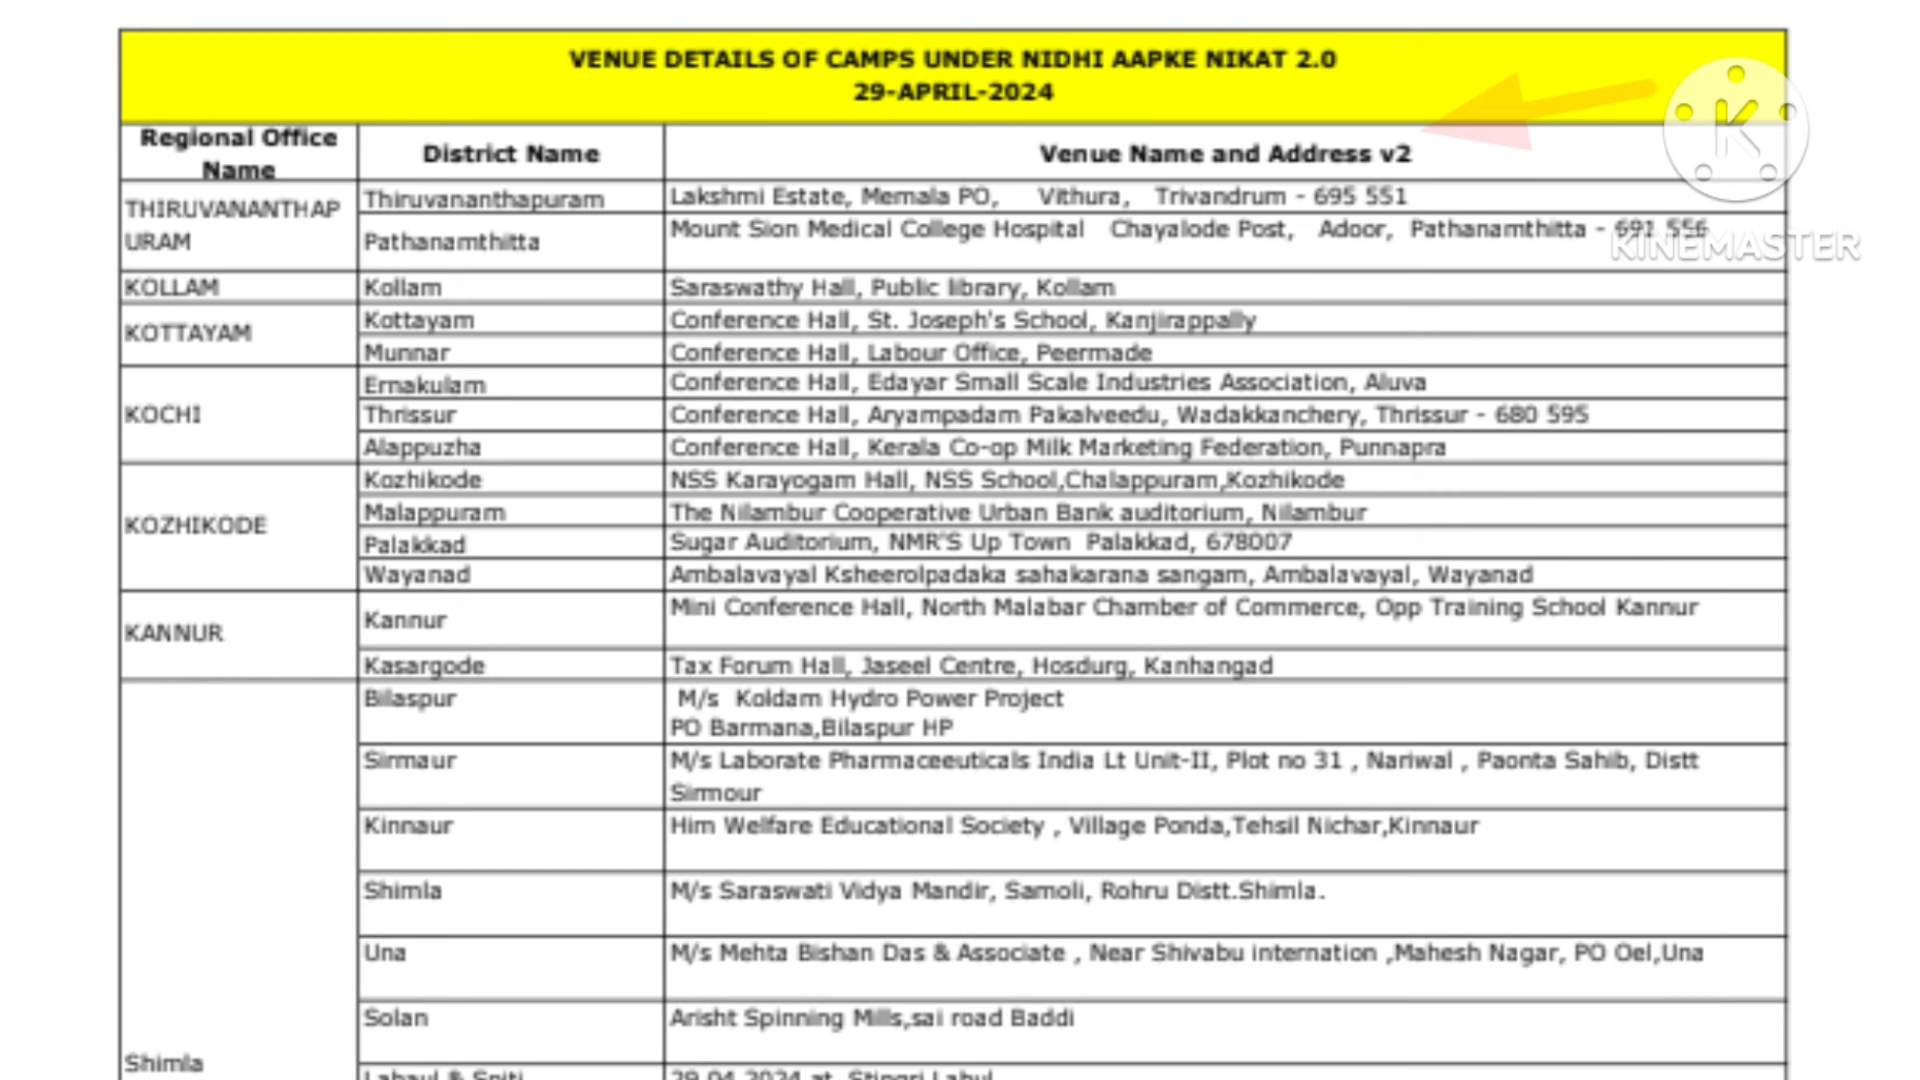 VENUE DETAILS OF CAMPS UNDER NIDHI AAPKE NIKAT 2.0
29-APRIL-2024
Regional Office Name District Name Venue Name and Address v2
THIRUVANANTHAPURAM Thiruvananthapuram Lakshmi Estate, Memala PO, Vithura, Trivandrum - 695 551
Pathanamthitta Mount Sion Medical College Hospital Chayalode Post, Adoor, Pathanamthitta - 691 556
KINEMASTER
KOLLAM Kollam Saraswathy Hall, Public library, Kollam
KOTTAYAM Kottayam Conference Hall, St. Joseph's School, Kanjirappally
Munnar Conference Hall, Labour Office, Peermade
KOCHI Ernakulam Conference Hall, Edayar Small Scale Industries Association, Aluva
Thrissur Conference Hall, Aryampadam Pakalveedu, Wadakkanchery, Thrissur - 680 595
Alappuzha Conference Hall, Kerala Co-op Milk Marketing Federation, Punnapra
KOZHIKODE Kozhikode NSS Karayogam Hall, NSS School,Chalappuram,Kozhikode
Malappuram The Nilambur Cooperative Urban Bank auditorium, Nilambur
Palakkad Sugar Auditorium, NMR'S Up Town Palakkad, 678007
Wayanad Ambalavayal Ksheerolpadaka sahakarana sangam, Ambalavayal, Wayanad
KANNUR Kannur Mini Conference Hall, North Malabar Chamber of Commerce, Opp Training School Kannur
Kasargode Tax Forum Hall, Jaseel Centre, Hosdurg, Kanhangad
Bilaspur M/s Koldam Hydro Power Project
PO Barmana,Bilaspur HP
Sirmaur M/s Laborate Pharmaceeuticals India Lt Unit-II, Plot no 31 , Nariwal , Paonta Sahib, Distt
Sirmour
Kinnaur Him Welfare Educational Society , Village Ponda,Tehsil Nichar,Kinnaur
Shimla M/s Saraswati Vidya Mandir, Samoli, Rohru Distt.Shimla.
Una M/s Mehta Bishan Das & Associate , Near Shivabu internation ,Mahesh Nagar, PO Oel,Una
Solan Arisht Spinning Mills,sai road Baddi
Shimla
Lahaul & Spiti 29.04.2024 at Stingri Lahul